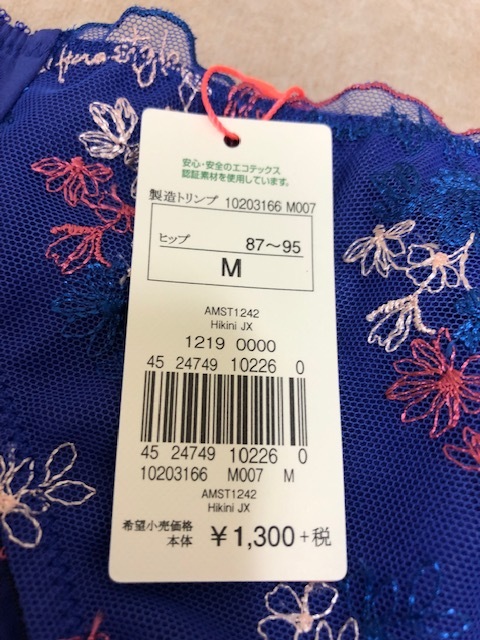 安心・安全のエコテックス
認証素材を使用しています。
製造トリンプ 10203166 M007
ヒップ 87～95
M
AMST1242
Hikini JX
1219 0000
45 24749 10226 0
45 24749 10226 0
10203166 M007 M
AMST1242
Hikini JX
希望小売価格
本体 ¥1,300+税